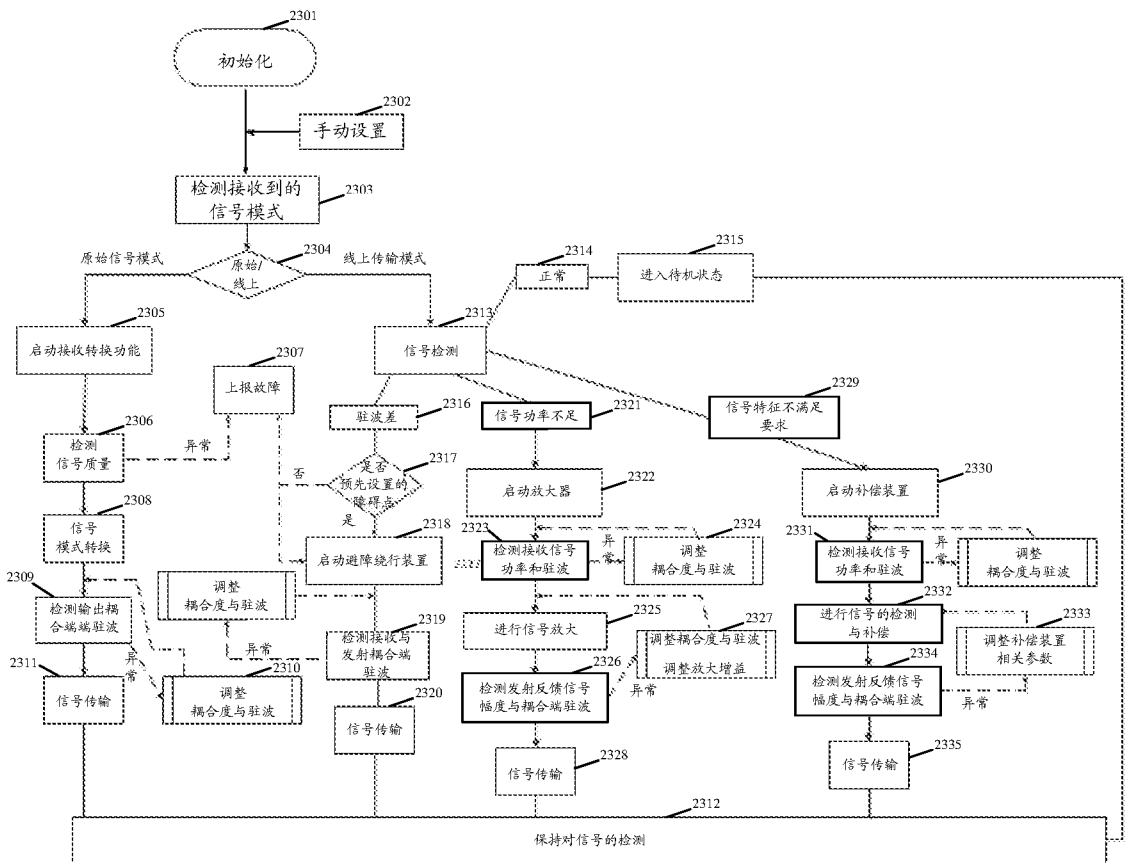 2301
初始化
2302
手动设置
检测接收到的
信号模式
2303
2304
原始信号模式
原始/
线上
线上传输模式
2314
正常
2315
进入待机状态
2305
启动接收转换功能
2313
信号检测
2307
上报故障
2306
检测
信号质量
异常
2316
驻波差
2321
信号功率不足
2329
信号特征不满足
要求
2317
是否
预先设置的
障碍点
否
是
2308
信号
模式转换
2318
启动避障绕行装置
2322
启动放大器
2330
启动补偿装置
2323
检测接收信号
功率和驻波
异常
2324
调整
耦合度与驻波
2331
检测接收信号
功率和驻波
异常
调整
耦合度与驻波
2309
检测输出耦
合端端驻波
异常
调整
耦合度与驻波
2319
检测接收与
发射耦合端
驻波
异常
2325
进行信号放大
2327
调整耦合度与驻波
调整放大增益
2332
进行信号的检测
与补偿
2333
调整补偿装置
相关参数
2311
信号传输
2310
调整
耦合度与驻波
2320
信号传输
2326
检测发射反馈信号
幅度与耦合端驻波
异常
2334
检测发射反馈信号
幅度与耦合端驻波
异常
2328
信号传输
2335
信号传输
2312
保持对信号的检测